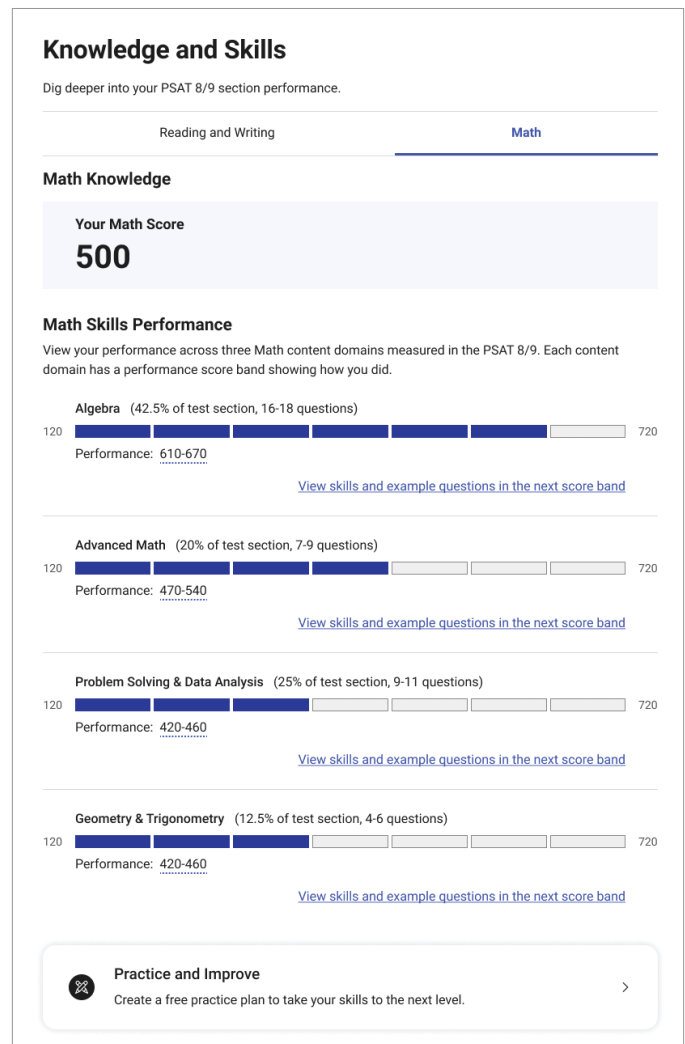 Knowledge and Skills
Dig deeper into your PSAT 8/9 section performance.
Reading and Writing
Math
Math Knowledge
Your Math Score
500
Math Skills Performance
View your performance across three Math content domains measured in the PSAT 8/9. Each content
domain has a performance score band showing how you did.
Algebra (42.5% of test section, 16-18 questions)
120 720
Performance: 610-670
View skills and example questions in the next score band
Advanced Math (20% of test section, 7-9 questions)
120 720
Performance: 470-540
View skills and example questions in the next score band
Problem Solving & Data Analysis (25% of test section, 9-11 questions)
120 720
Performance: 420-460
View skills and example questions in the next score band
Geometry & Trigonometry (12.5% of test section, 4-6 questions)
120 720
Performance: 420-460
View skills and example questions in the next score band
Practice and Improve
Create a free practice plan to take your skills to the next level.